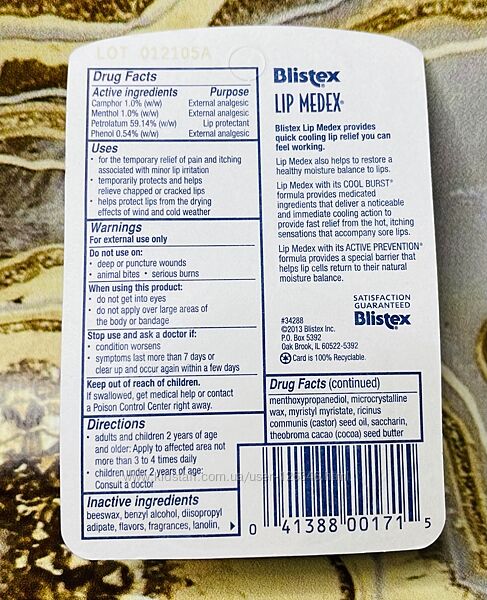 LOT 012105A
Drug Facts
Active ingredients Purpose
Camphor 1.0% (w/w) External analgesic
Menthol 1.0% (w/w) External analgesic
Petrolatum 59.14% (w/w) Lip protectant
Phenol 0.54% (w/w) External analgesic
Uses
• for the temporary relief of pain and itching
associated with minor lip irritation
• temporarily protects and helps
relieve chapped or cracked lips
• helps protect lips from the drying
effects of wind and cold weather
Warnings
For external use only
Do not use on:
• deep or puncture wounds
• animal bites • serious burns
When using this product:
• do not get into eyes
• do not apply over large areas of
the body or bandage
Stop use and ask a doctor if:
• condition worsens
• symptoms last more than 7 days or
clear up and occur again within a few days
Keep out of reach of children.
If swallowed, get medical help or contact
a Poison Control Center right away.
Directions
• adults and children 2 years of age
and older: Apply to affected area not
more than 3 to 4 times daily
• children under 2 years of age:
Consult a doctor
Inactive ingredients
beeswax, benzyl alcohol, diisopropyl
adipate, flavors, fragrances, lanolin,
Blistex®
LIP MEDEX®
Blistex Lip Medex provides
quick cooling lip relief you can
feel working.
Lip Medex also helps to restore a
healthy moisture balance to lips.
Lip Medex with its COOL BURST®
formula provides medicated
ingredients that deliver a noticeable
and immediate cooling action to
provide fast relief from the hot, itching
sensations that accompany sore lips.
Lip Medex with its ACTIVE PREVENTION®
formula provides a special barrier that
helps lip cells return to their natural
moisture balance.
SATISFACTION
GUARANTEED
Blistex®
#34288
©2013 Blistex Inc.
P.O. Box 5392
Oak Brook, IL 60522-5392
Card is 100% Recyclable.
Drug Facts (continued)
menthoxypropanediol, microcrystalline
wax, myristyl myristate, ricinus
communis (castor) seed oil, saccharin,
theobroma cacao (cocoa) seed butter
0 41388 00171 5